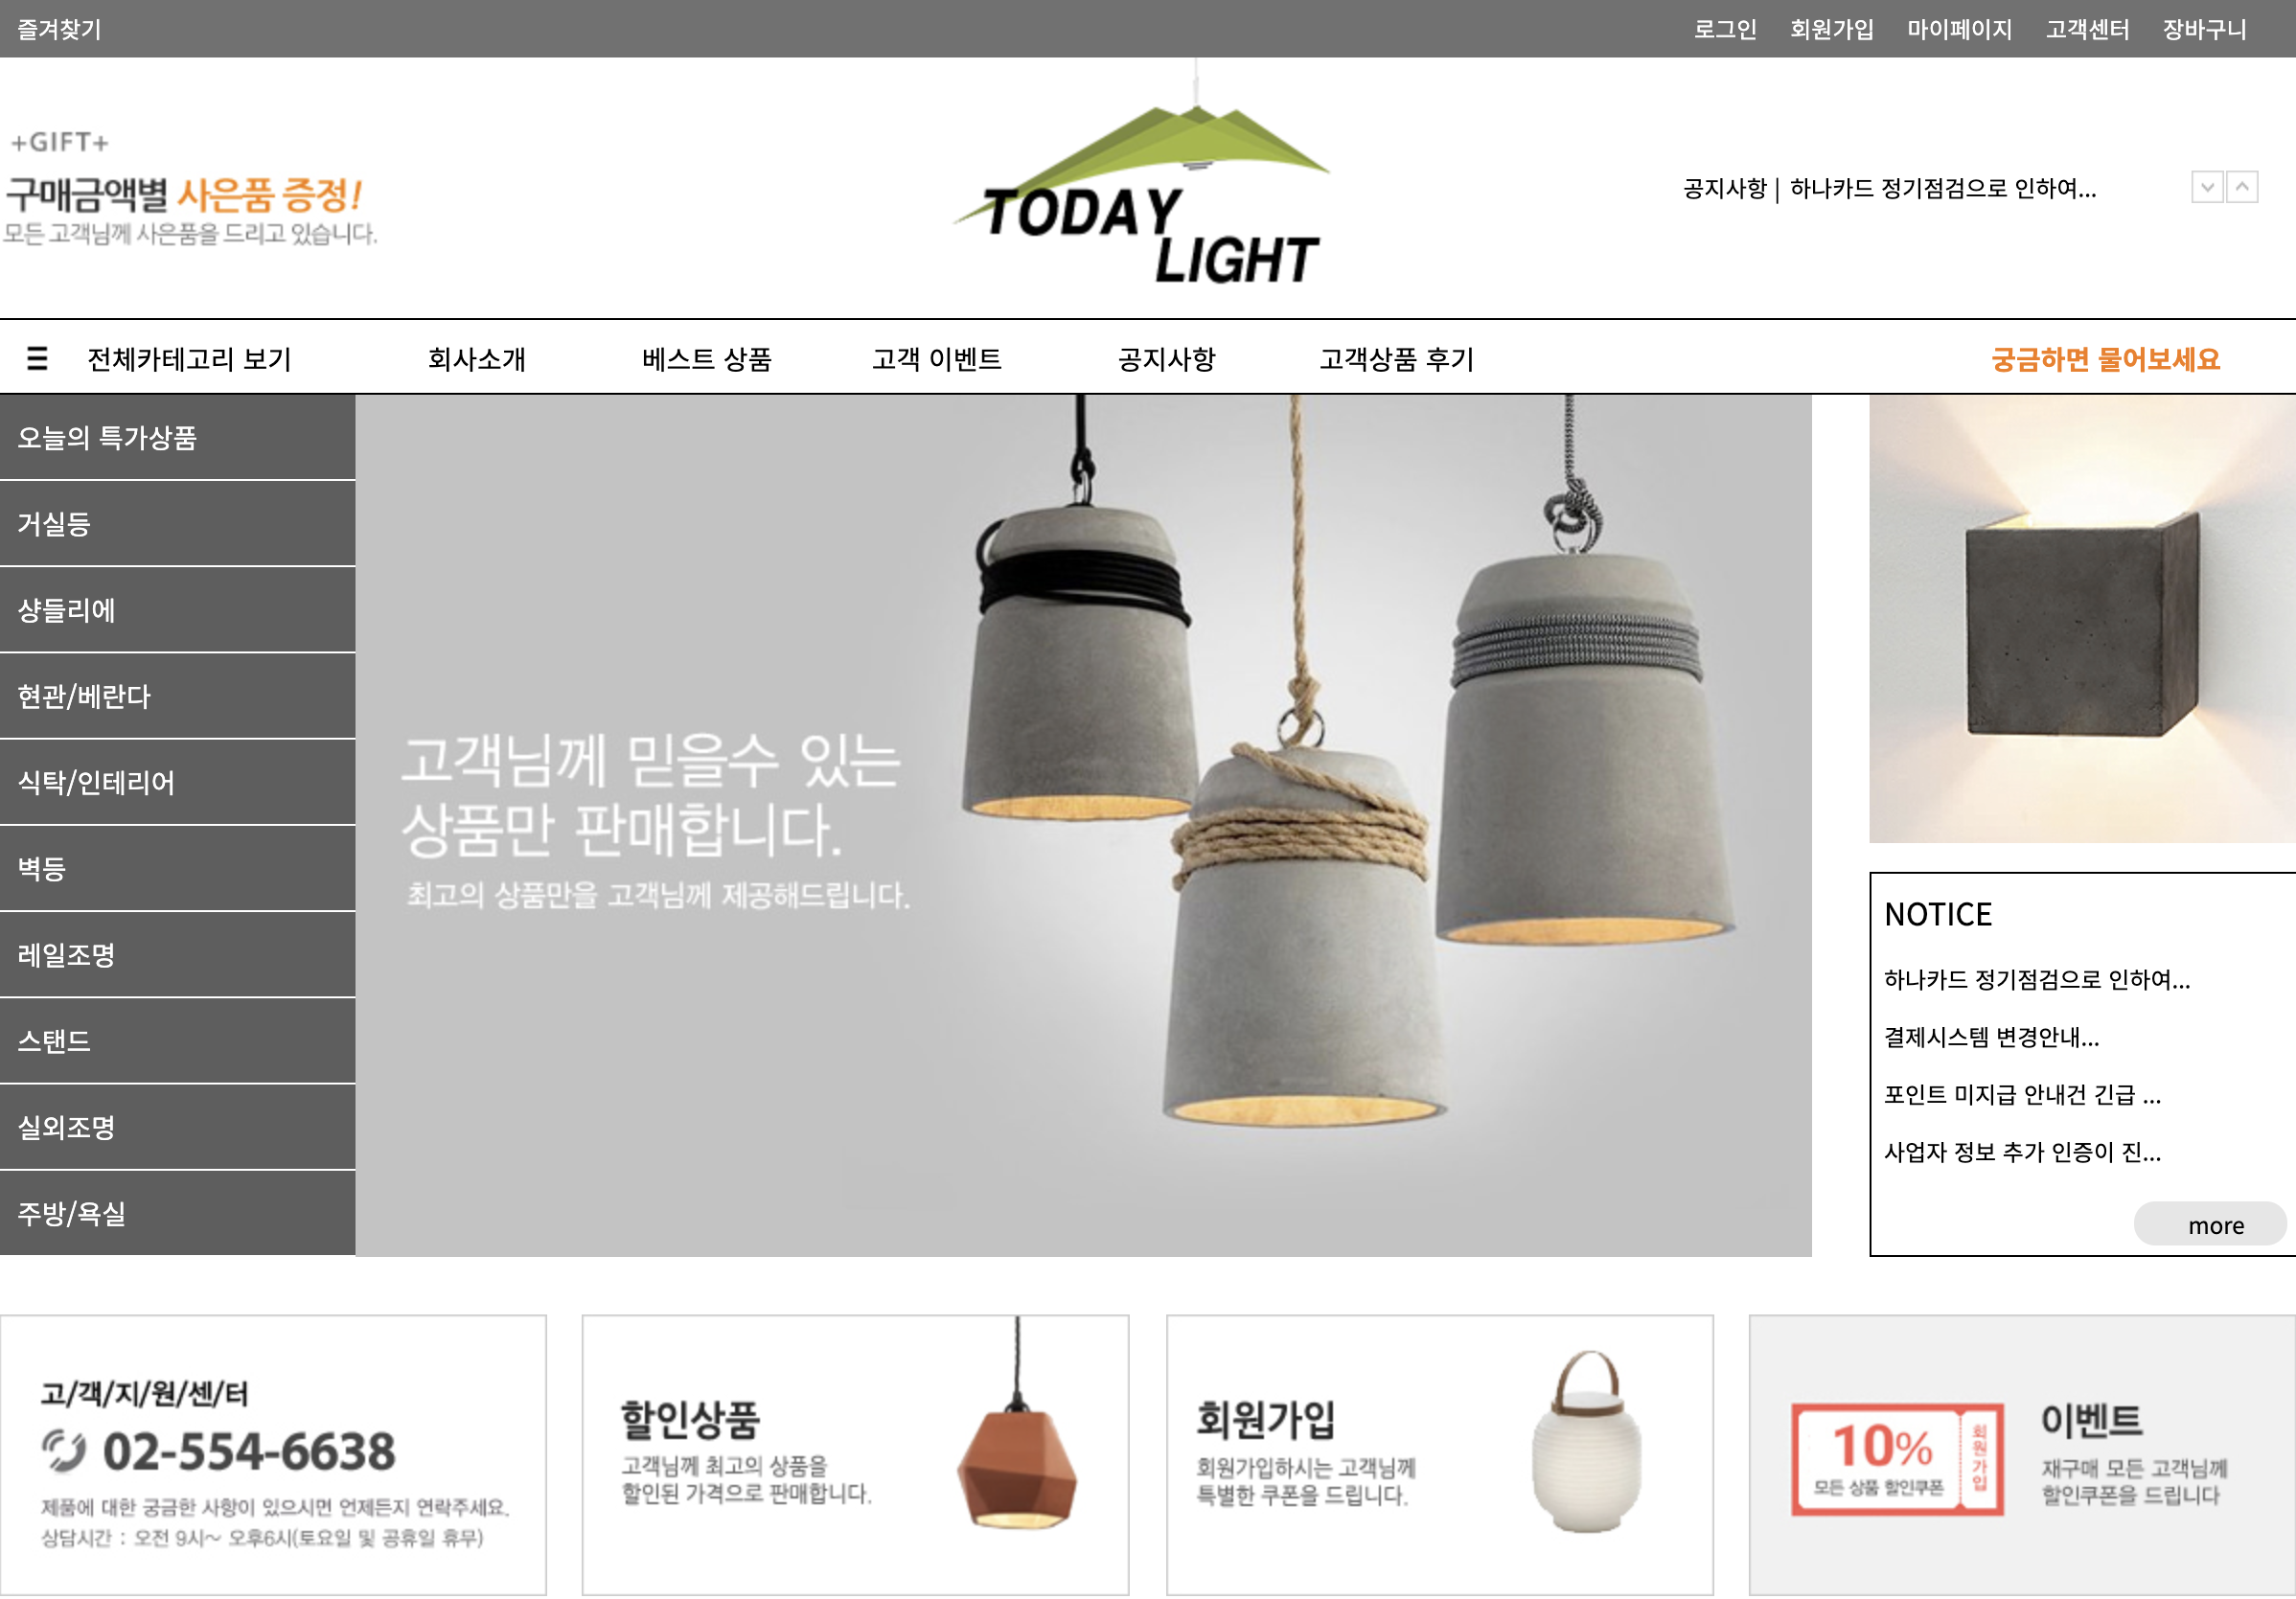 즐겨찾기
로그인 회원가입 마이페이지 고객센터 장바구니
+GIFT+
구매금액별 사은품 증정!
모든 고객님께 사은품을 드리고 있습니다.
TODAY
LIGHT
공지사항 | 하나카드 정기점검으로 인하여...
전체카테고리 보기 회사소개 베스트 상품 고객 이벤트 공지사항 고객상품 후기 궁금하면 물어보세요
오늘의 특가상품
거실등
샹들리에
현관/베란다
식탁/인테리어
벽등
레일조명
스탠드
실외조명
주방/욕실
고객님께 믿을수 있는
상품만 판매합니다.
최고의 상품만을 고객님께 제공해드립니다.
NOTICE
하나카드 정기점검으로 인하여...
결제시스템 변경안내...
포인트 미지급 안내건 긴급 ...
사업자 정보 추가 인증이 진...
more
고/객/지/원/센/터
02-554-6638
제품에 대한 궁금한 사항이 있으시면 언제든지 연락주세요.
상담시간 : 오전 9시~ 오후6시(토요일 및 공휴일 휴무)
할인상품
고객님께 최고의 상품을
할인된 가격으로 판매합니다.
회원가입
회원가입하시는 고객님께
특별한 쿠폰을 드립니다.
10%
모든 상품 할인쿠폰
회원가입
이벤트
재구매 모든 고객님께
할인쿠폰을 드립니다